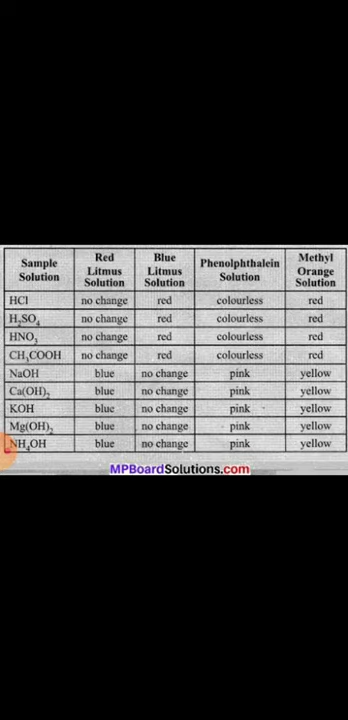 Sample Solution | Red Litmus Solution | Blue Litmus Solution | Phenolphthalein Solution | Methyl Orange Solution
HCl | no change | red | colourless | red
H₂SO₄ | no change | red | colourless | red
HNO₃ | no change | red | colourless | red
CH₃COOH | no change | red | colourless | red
NaOH | blue | no change | pink | yellow
Ca(OH)₂ | blue | no change | pink | yellow
KOH | blue | no change | pink | yellow
Mg(OH)₂ | blue | no change | pink | yellow
NH₄OH | blue | no change | pink | yellow
MPBoardSolutions.com